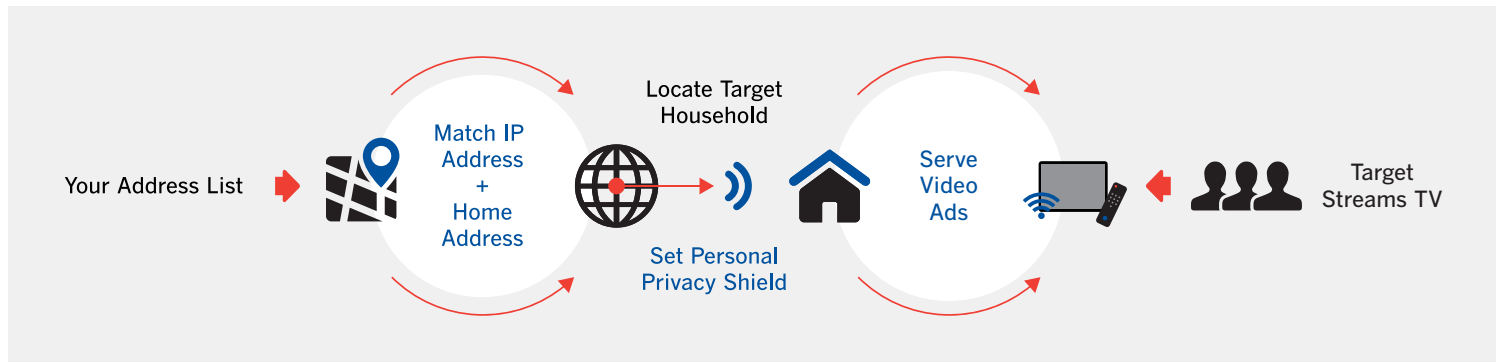 Your Address List
Match IP
Address
+
Home
Address
Locate Target
Household
Set Personal
Privacy Shield
Serve
Video
Ads
Target
Streams TV